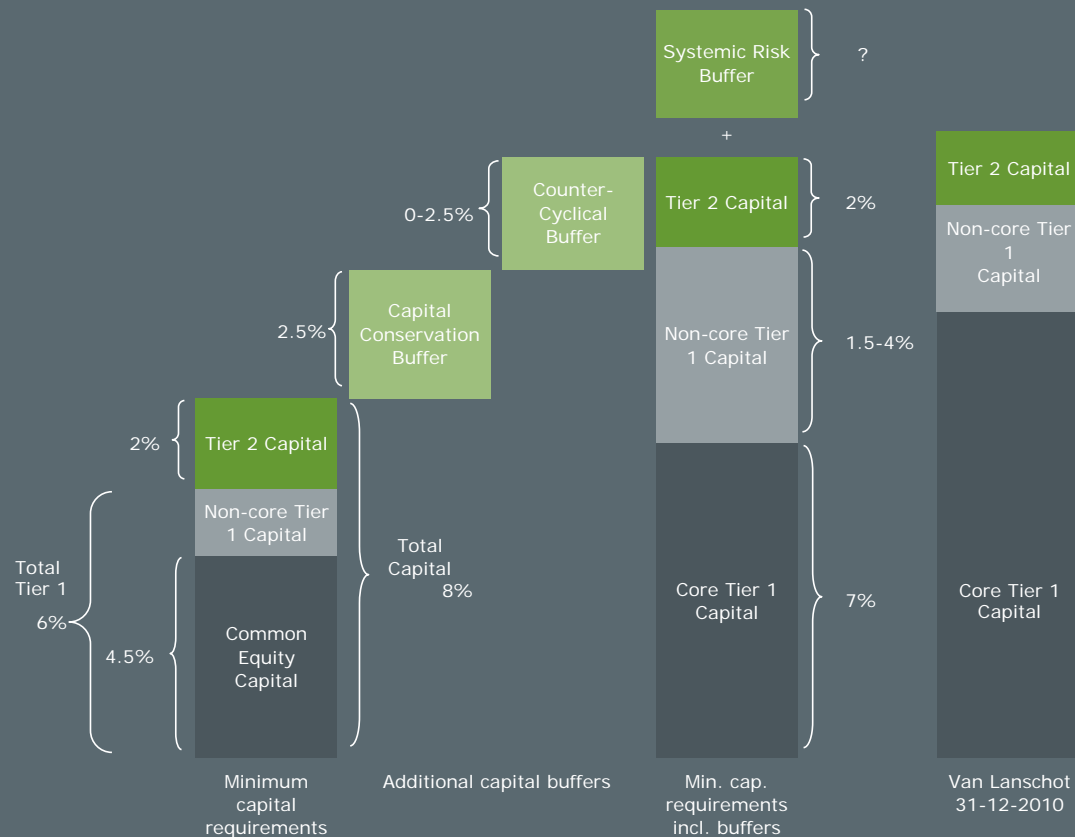 Systemic Risk
Buffer
?
+
Tier 2 Capital
2%
Non-core Tier
1 Capital
1.5-4%
Core Tier 1
Capital
7%
Tier 2 Capital
Non-core Tier
1
Capital
Core Tier 1
Capital
0-2.5%
Counter-
Cyclical
Buffer
2.5%
Capital
Conservation
Buffer
2%
Tier 2 Capital
Non-core Tier
1 Capital
Total
Tier 1
6%
4.5%
Common
Equity
Capital
Total
Capital
8%
Minimum
capital
requirements
Additional capital buffers
Min. cap.
requirements
incl. buffers
Van Lanschot
31-12-2010